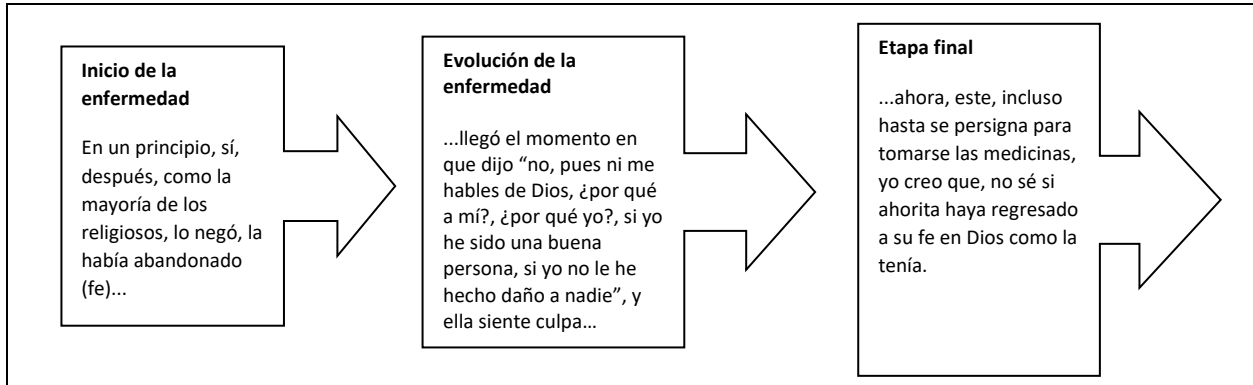 Inicio de la
enfermedad
En un principio, sí,
después, como la
mayoría de los
religiosos, lo negó, la
había abandonado
(fe)...
Evolución de la
enfermedad
...llegó el momento en
que dijo “no, pues ni me
hables de Dios, ¿por qué
a mí?, ¿por qué yo?, si yo
he sido una buena
persona, si yo no le he
hecho daño a nadie”, y
ella siente culpa…
Etapa final
...ahora, este, incluso
hasta se persigna para
tomarse las medicinas,
yo creo que, no sé si
ahorita haya regresado
a su fe en Dios como la
tenía.